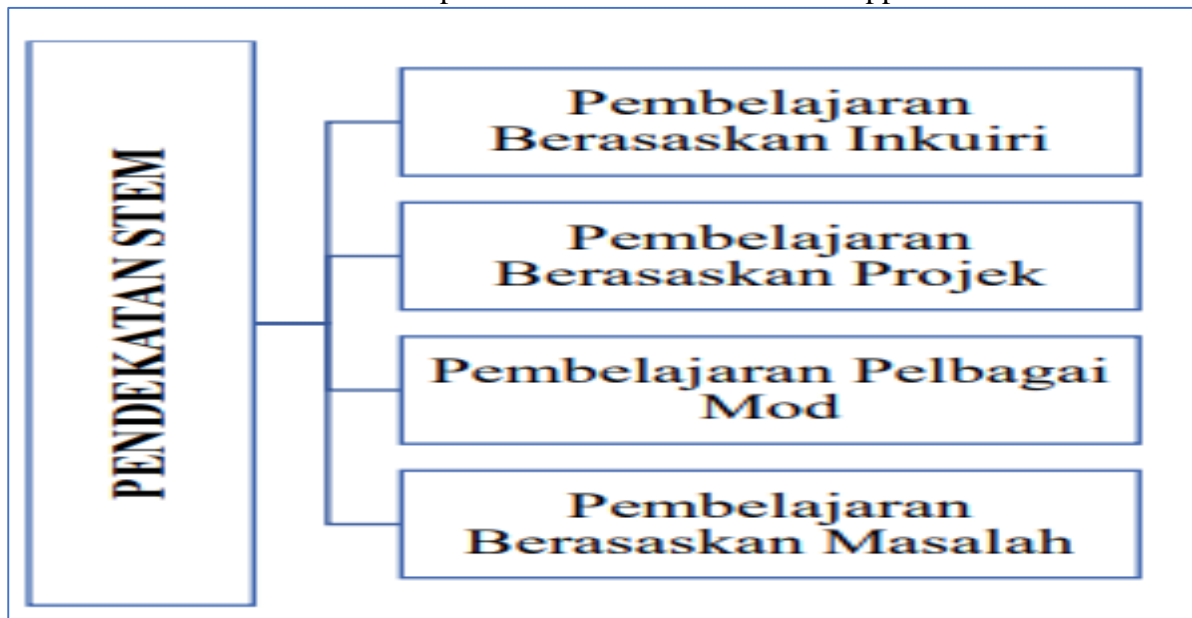 PENDEKATAN STEM
Pembelajaran
Berasaskan Inkuiri
Pembelajaran
Berasaskan Projek
Pembelajaran Pelbagai
Mod
Pembelajaran
Berasaskan Masalah